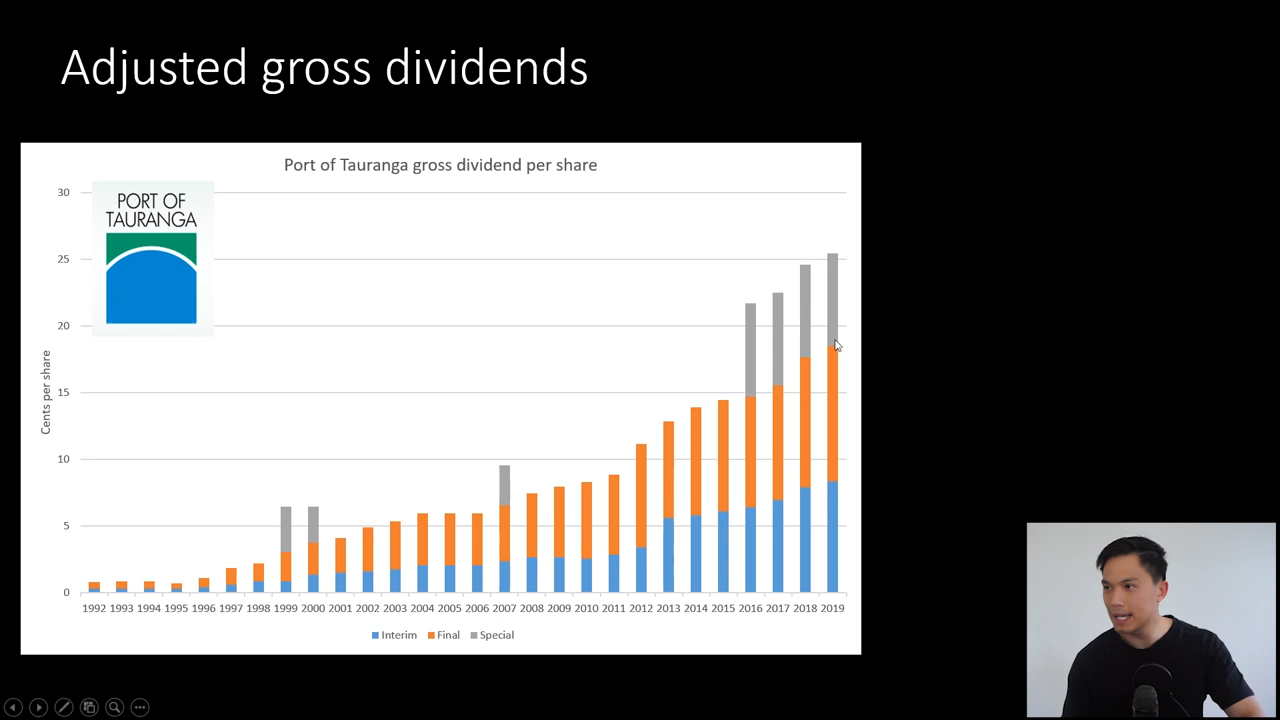 Adjusted gross dividends
Port of Tauranga gross dividend per share
PORT OF
TAURANGA
30
25
20
15
10
5
0
Cents per share
1992 1993 1994 1995 1996 1997 1998 1999 2000 2001 2002 2003 2004 2005 2006 2007 2008 2009 2010 2011 2012 2013 2014 2015 2016 2017 2018 2019
Interim Final Special